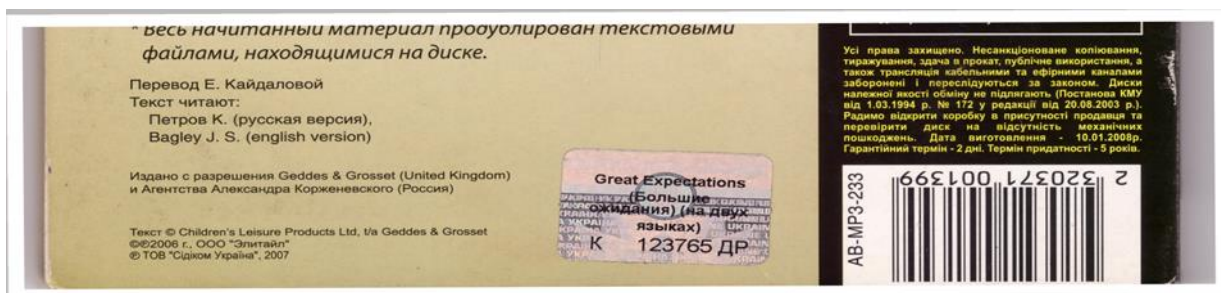 * Весь начитанный материал продублирован текстовыми
файлами, находящимися на диске.
Перевод Е. Кайдаловой
Текст читают:
Петров К. (русская версия),
Bagley J. S. (english version)
Издано с разрешения Geddes & Grosset (United Kingdom)
и Агентства Александра Корженевского (Россия)
Текст © Children's Leisure Products Ltd, t/a Geddes & Grosset
©℗2006 г., ООО "Элитайл"
℗ ТОВ "Сідіком Україна", 2007
Great Expectations
(Большие
ожидания) (на двух
языках)
К 123765 ДР
Усі права захищено. Несанкціоноване копіювання,
тиражування, здача в прокат, публічне використання, а
також трансляція кабельними та ефірними каналами
заборонені і переслідуються за законом. Диски
належної якості обміну не підлягають (Постанова КМУ
від 1.03.1994 р. № 172 у редакції від 20.08.2003 р.).
Радимо відкрити коробку в присутності продавця та
перевірити диск на відсутність механічних
пошкоджень. Дата виготовлення - 10.01.2008р.
Гарантійний термін - 2 дні. Термін придатності - 5 років.
AB-MP3-233
2 320371 001399